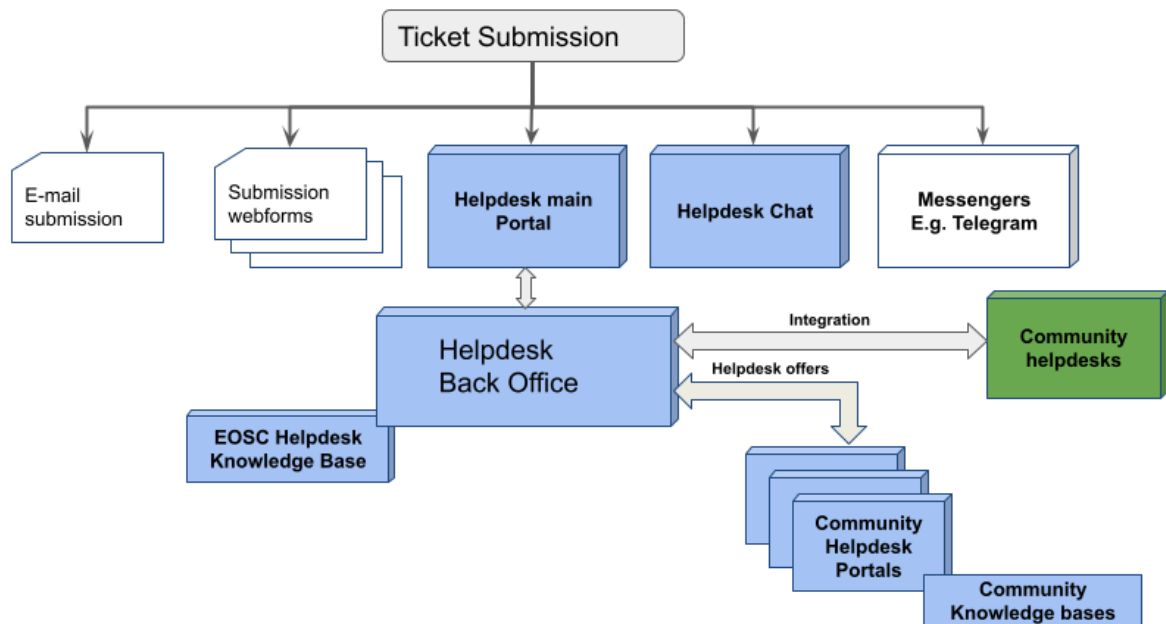 Ticket Submission
E-mail
submission
Submission
webforms
Helpdesk main
Portal
Helpdesk Chat
Messengers
E.g. Telegram
Helpdesk
Back Office
Integration
Community
helpdesks
Helpdesk offers
EOSC Helpdesk
Knowledge Base
Community
Helpdesk
Portals
Community
Knowledge bases